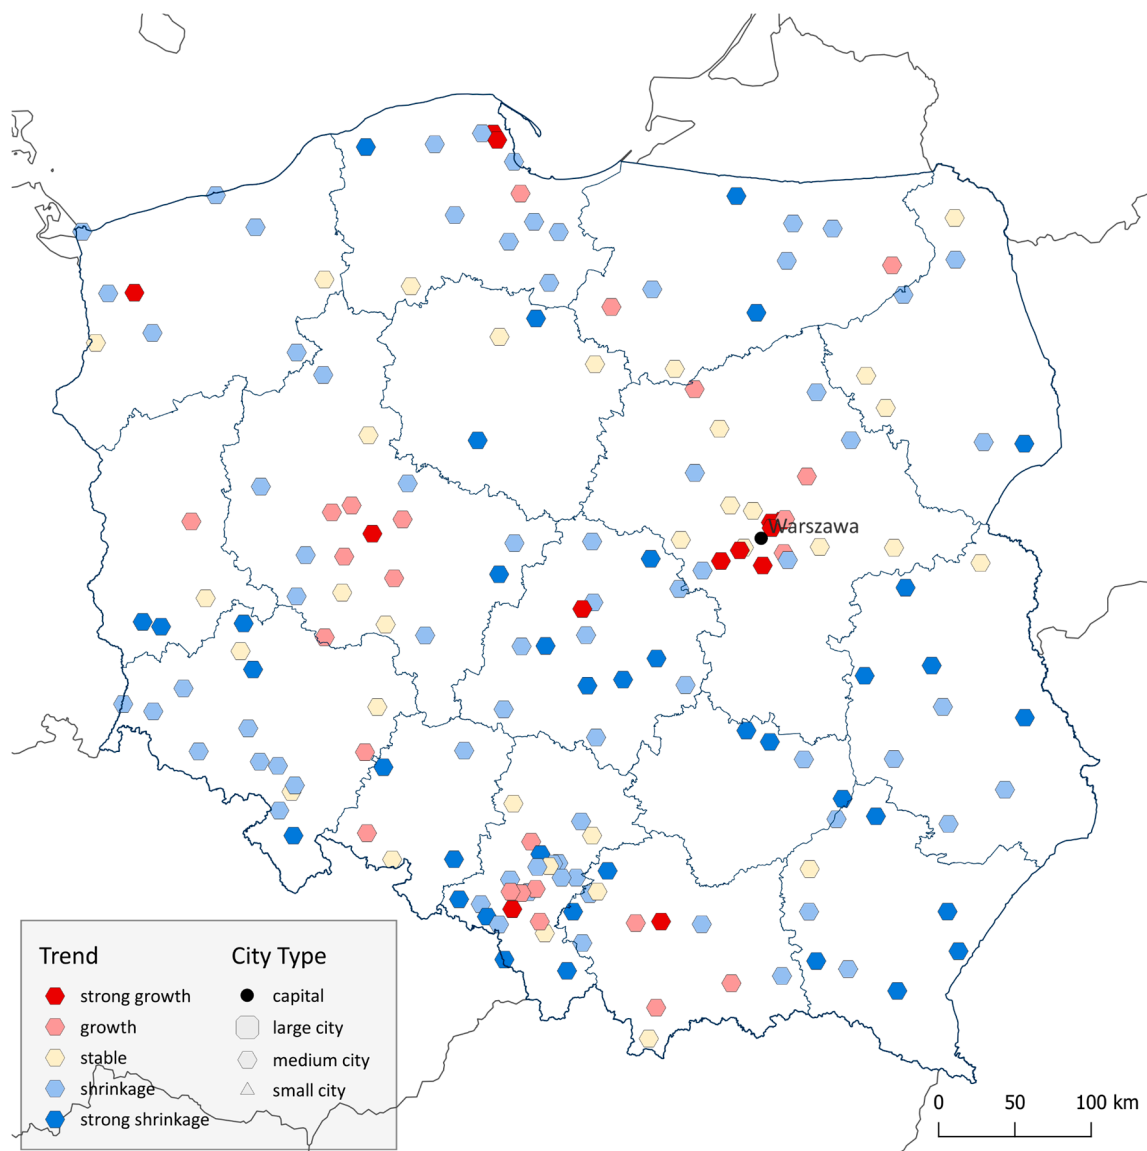 Warszawa
Trend
strong growth
growth
stable
shrinkage
strong shrinkage
City Type
capital
large city
medium city
small city
0 50 100 km